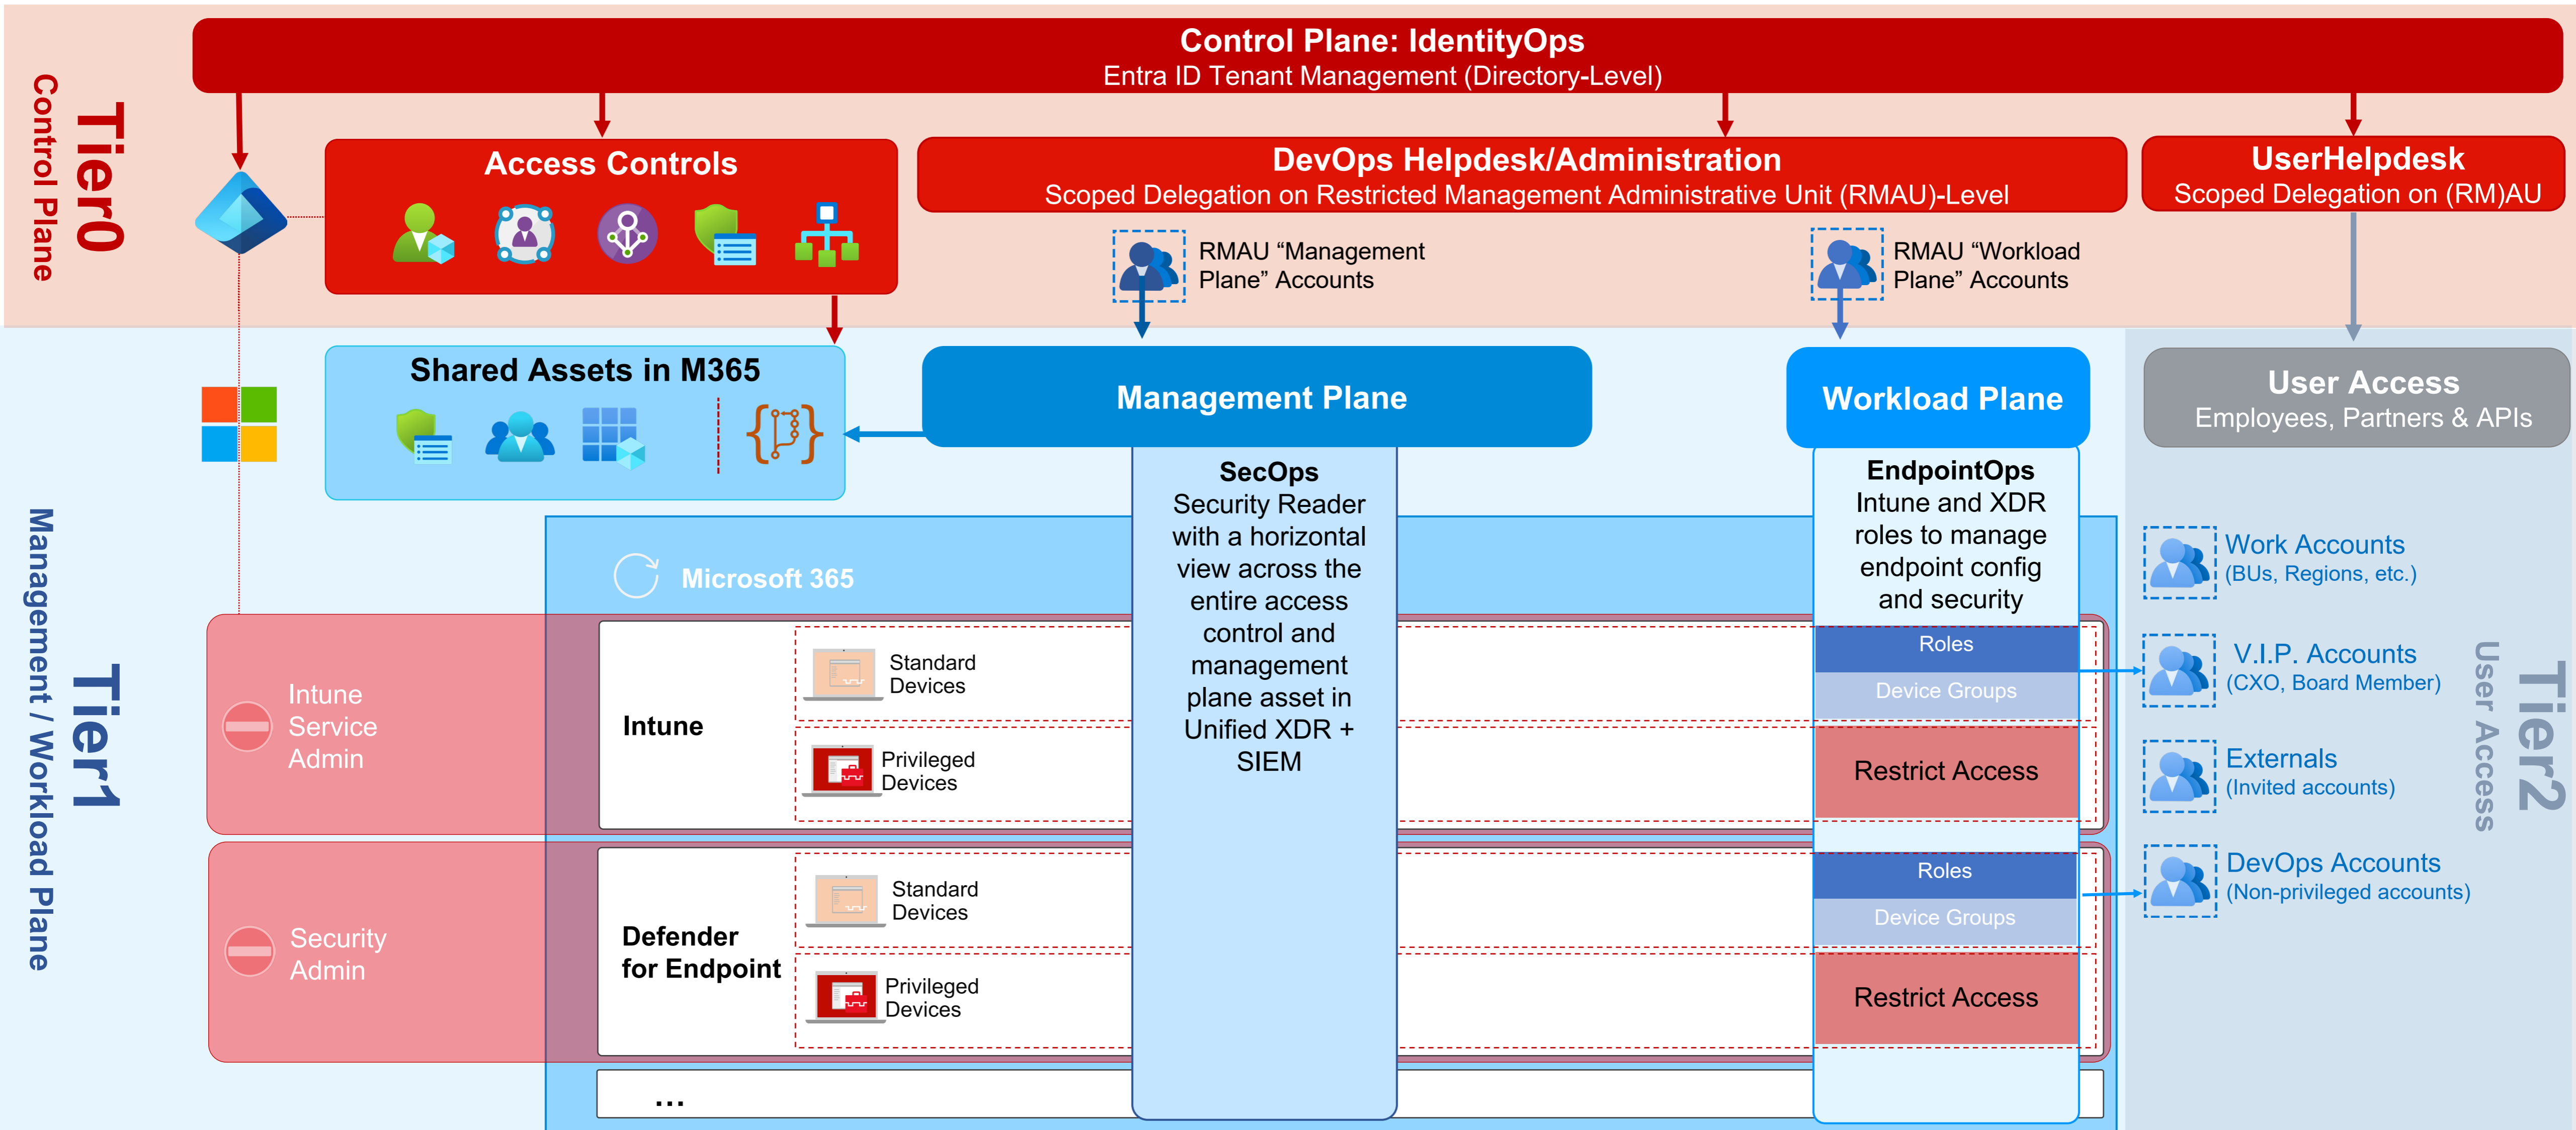 Control Plane: IdentityOps
Entra ID Tenant Management (Directory-Level)
Tier0
Control Plane
Access Controls
DevOps Helpdesk/Administration
Scoped Delegation on Restricted Management Administrative Unit (RMAU)-Level
UserHelpdesk
Scoped Delegation on (RM)AU
RMAU “Management
Plane” Accounts
RMAU “Workload
Plane” Accounts
Tier1
Management / Workload Plane
Shared Assets in M365
Management Plane
Workload Plane
User Access
Employees, Partners & APIs
SecOps
Security Reader
with a horizontal
view across the
entire access
control and
management
plane asset in
Unified XDR +
SIEM
EndpointOps
Intune and XDR
roles to manage
endpoint config
and security
Microsoft 365
Intune
Service
Admin
Intune
Standard
Devices
Privileged
Devices
Roles
Device Groups
Restrict Access
Security
Admin
Defender
for Endpoint
Standard
Devices
Privileged
Devices
Roles
Device Groups
Restrict Access
...
Work Accounts
(BUs, Regions, etc.)
V.I.P. Accounts
(CXO, Board Member)
Externals
(Invited accounts)
DevOps Accounts
(Non-privileged accounts)
Tier2
User Access